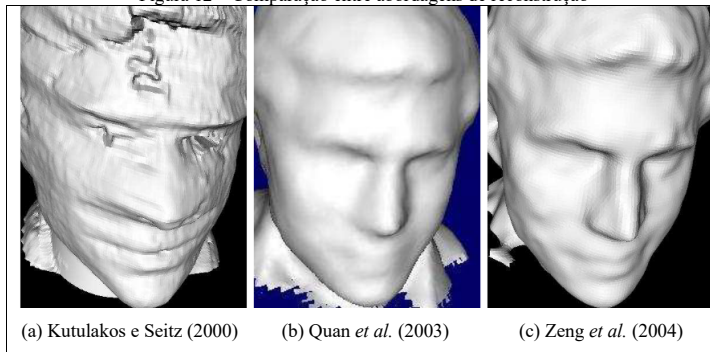 (a) Kutulakos e Seitz (2000) (b) Quan et al. (2003) (c) Zeng et al. (2004)